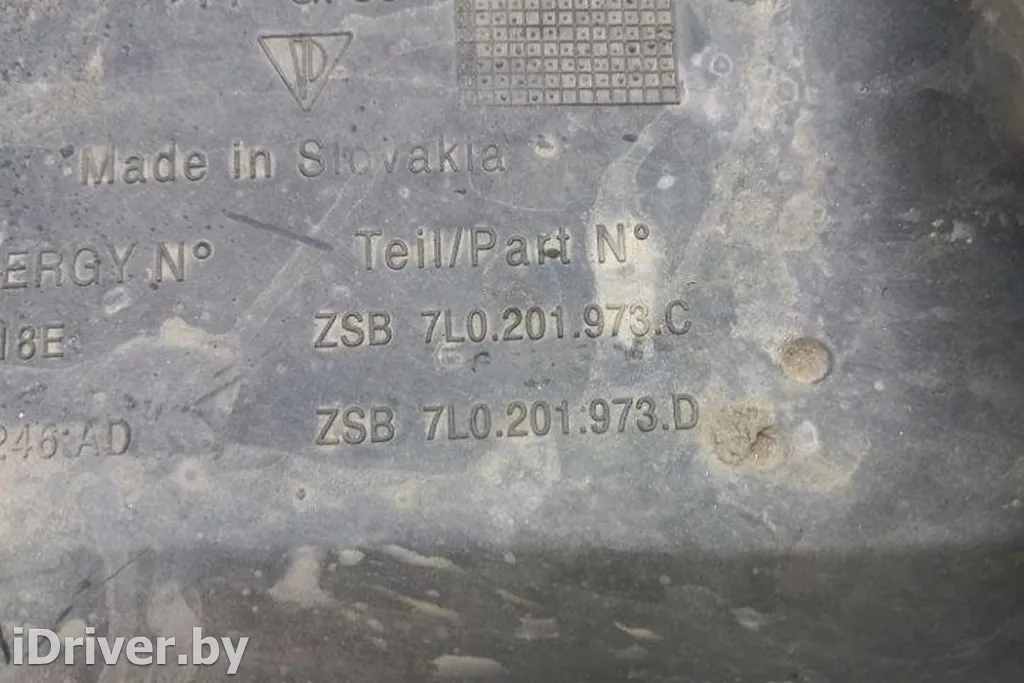 Made in Slovakia
ERGY N° Teil/Part N°
18E ZSB 7L0.201.973.C
246.AD ZSB 7L0.201.973.D
iDriver.by